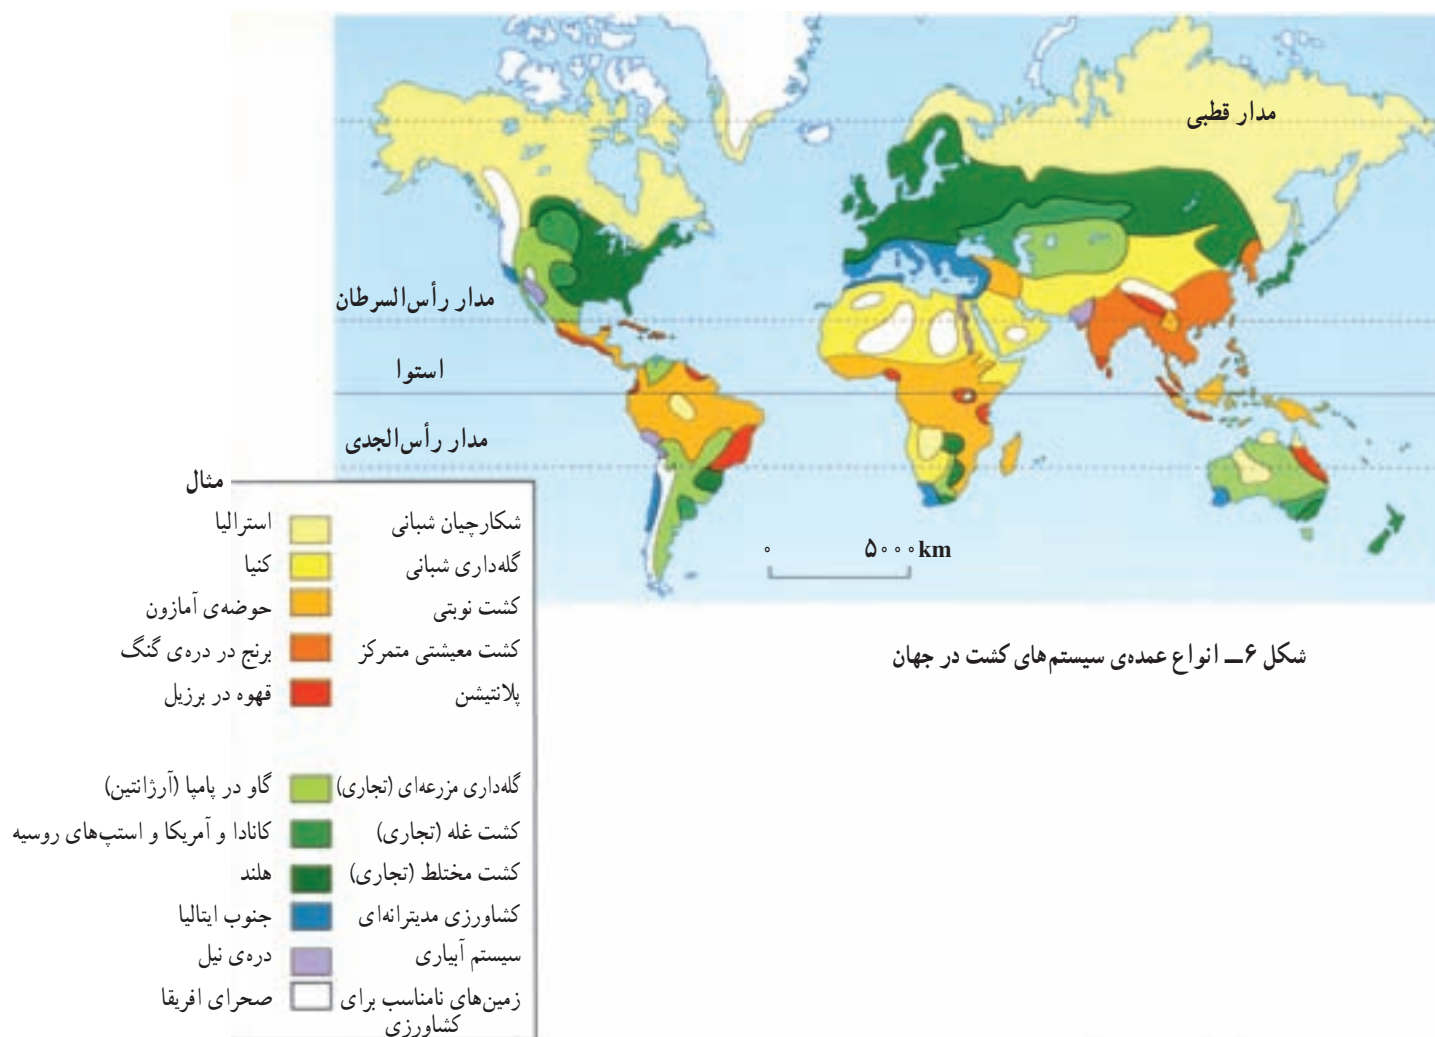 مدار قطبی
مدار رأس‌السرطان
استوا
مدار رأس‌الجدی
۰ ۵۰۰۰ km
شکل ۶ــ انواع عمده‌ی سیستم‌های کشت در جهان
مثال
شکارچیان شبانی استرالیا
گله‌داری شبانی کنیا
کشت نوبتی حوضه‌ی آمازون
کشت معیشتی متمرکز برنج در دره‌ی گنگ
پلانتیشن قهوه در برزیل
گله‌داری مزرعه‌ای (تجاری) گاو در پامپا (آرژانتین)
کشت غله (تجاری) کانادا و آمریکا و استپ‌های روسیه
کشت مختلط (تجاری) هلند
کشاورزی مدیترانه‌ای جنوب ایتالیا
سیستم آبیاری دره‌ی نیل
زمین‌های نامناسب برای صحرای افریقا
کشاورزی